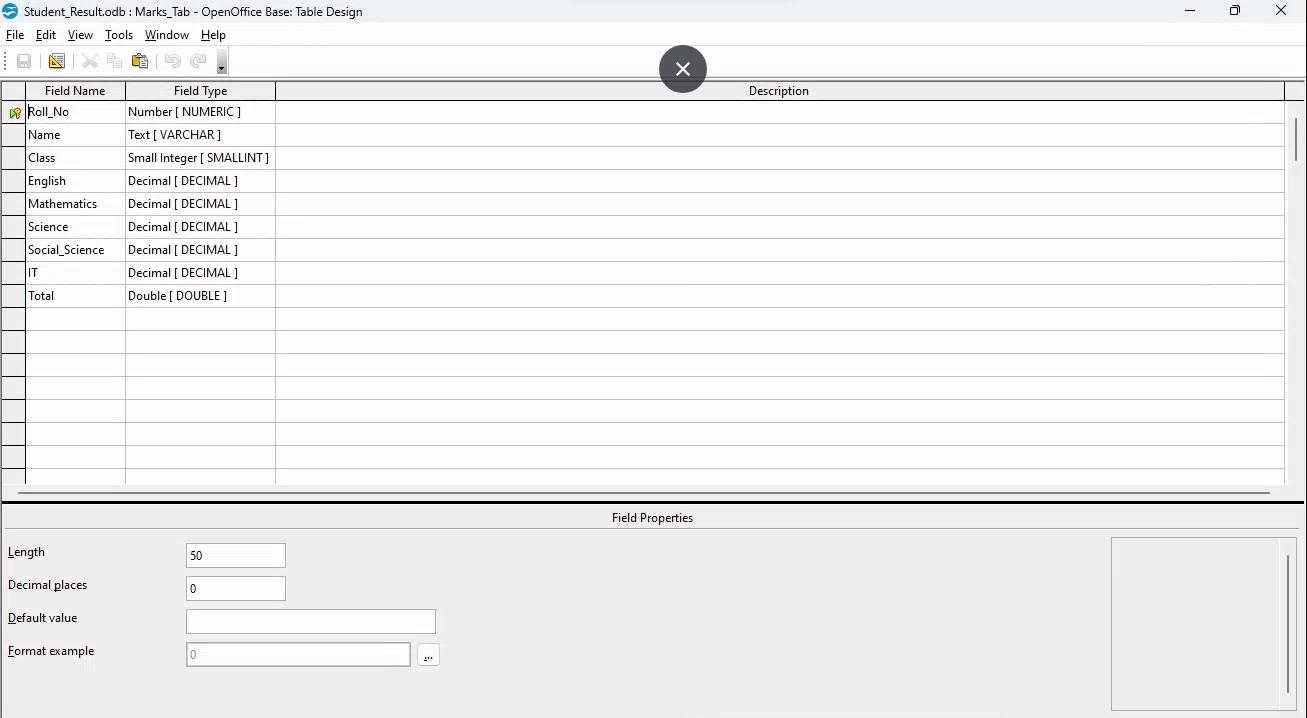 Student_Result.odb : Marks_Tab - OpenOffice Base: Table Design
File Edit View Tools Window Help
Field Name Field Type Description
Roll_No Number [ NUMERIC ]
Name Text [ VARCHAR ]
Class Small Integer [ SMALLINT ]
English Decimal [ DECIMAL ]
Mathematics Decimal [ DECIMAL ]
Science Decimal [ DECIMAL ]
Social_Science Decimal [ DECIMAL ]
IT Decimal [ DECIMAL ]
Total Double [ DOUBLE ]
Field Properties
Length 50
Decimal places 0
Default value
Format example 0 ...